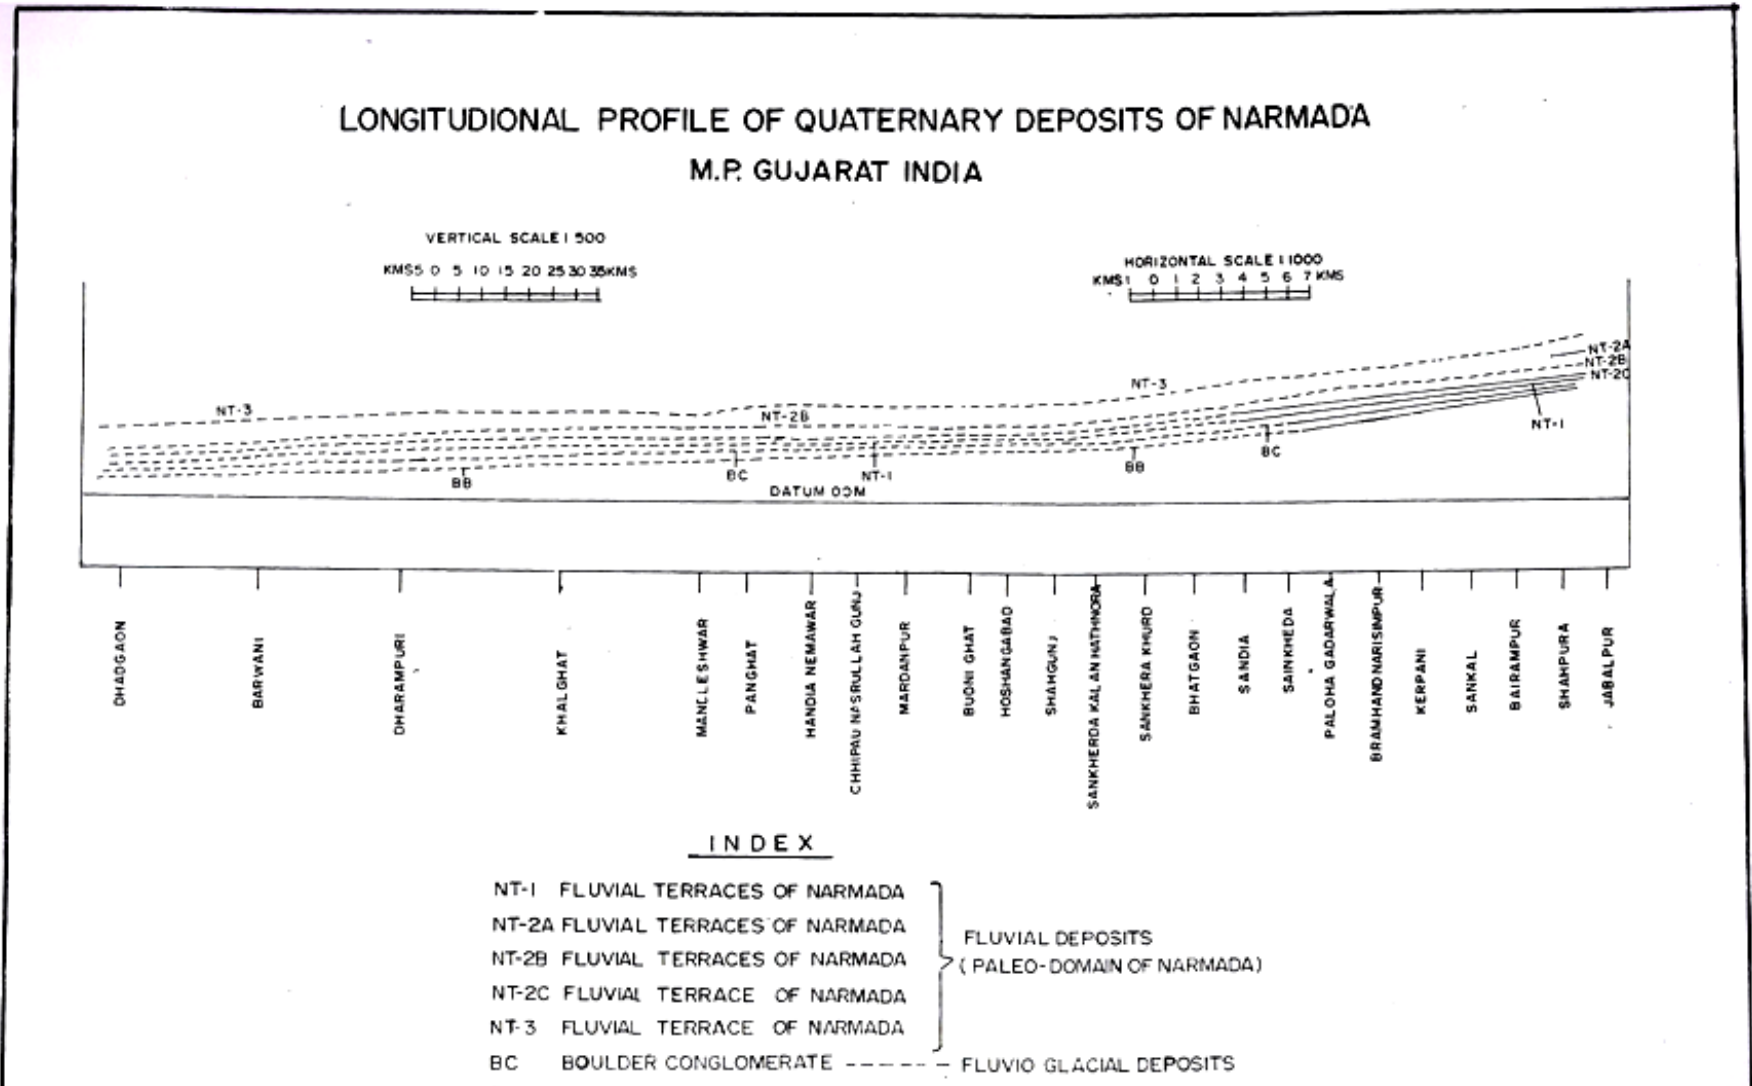 LONGITUDIONAL PROFILE OF QUATERNARY DEPOSITS OF NARMADA
M.P. GUJARAT INDIA
VERTICAL SCALE 1 500
KMS5 0 5 10 15 20 25 30 35KMS
HORIZONTAL SCALE 1 1000
KMS1 0 1 2 3 4 5 6 7 KMS
NT-2A
NT-2B
NT-2C
NT-3
NT-3
NT-2B
NT-1
BC
BB
BB
BC
NT-1
DATUM 00M
DHADGAON
BARWANI
DHARAMPURI
KHALGHAT
MANDLESHWAR
PANGHAT
HANDIA NEMAWAR
CHHIPAU NASRULLAH GUNJ
MARDANPUR
BUDNI GHAT
HOSHANGABAD
SHAHGUNJ
SANKHERDA KALAN HATHNORA
SANKHERA KHURD
BHATGAON
SANDIA
SAINKHEDA
PALOHA GADARWALA
BRAMHAND NARISIMPUR
KERPANI
SANKAL
BAIRAMPUR
SHAHPURA
JABALPUR
INDEX
NT-1 FLUVIAL TERRACES OF NARMADA
NT-2A FLUVIAL TERRACES OF NARMADA
NT-2B FLUVIAL TERRACES OF NARMADA
NT-2C FLUVIAL TERRACE OF NARMADA
NT-3 FLUVIAL TERRACE OF NARMADA
FLUVIAL DEPOSITS
(PALEO-DOMAIN OF NARMADA)
BC BOULDER CONGLOMERATE ------ FLUVIO GLACIAL DEPOSITS